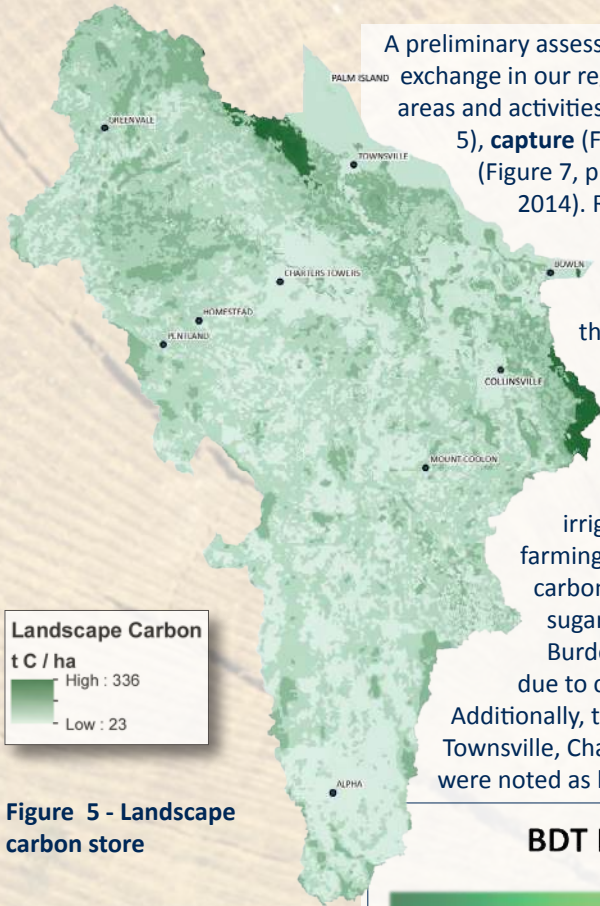 A preliminary assess
exchange in our re
areas and activities
5), capture (F
(Figure 7, p
2014). F
th
irrig
farming
carbon
sugar
Burde
due to c
Additionally, t
Townsville, Cha
were noted as l
PALM ISLAND
GREENVALE
TOWNSVILLE
BOWEN
CHARTERS TOWERS
HOMESTEAD
PENTLAND
COLLINSVILLE
MOUNT COOLON
ALPHA
Landscape Carbon
t C / ha
High : 336
Low : 23
Figure 5 - Landscape
carbon store
BDT